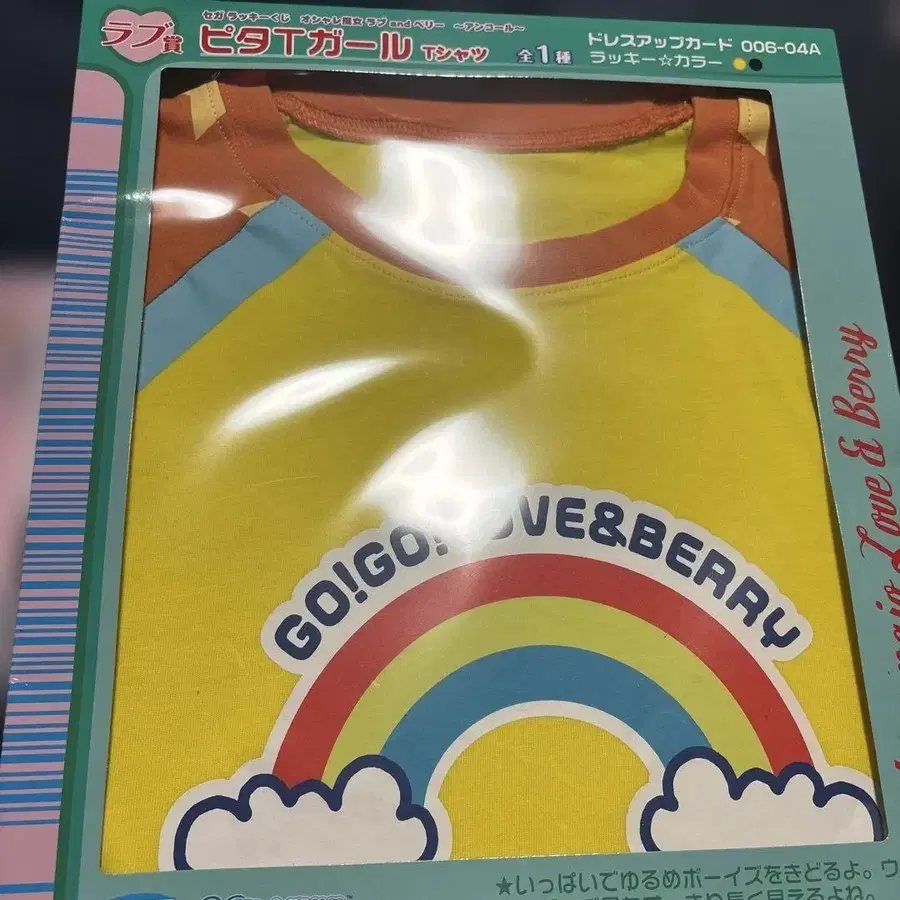 セガ ラッキーくじ オシャレ魔女 ラブ and ベリー ~アンコール~
ラブ賞
ピタTガール Tシャツ 全1種
ドレスアップカード 006-04A
ラッキー☆カラー
GO!GO! LOVE&BERRY
Love & Berry
★いっぱいでゆるめボーイズをきどるよ。ウ